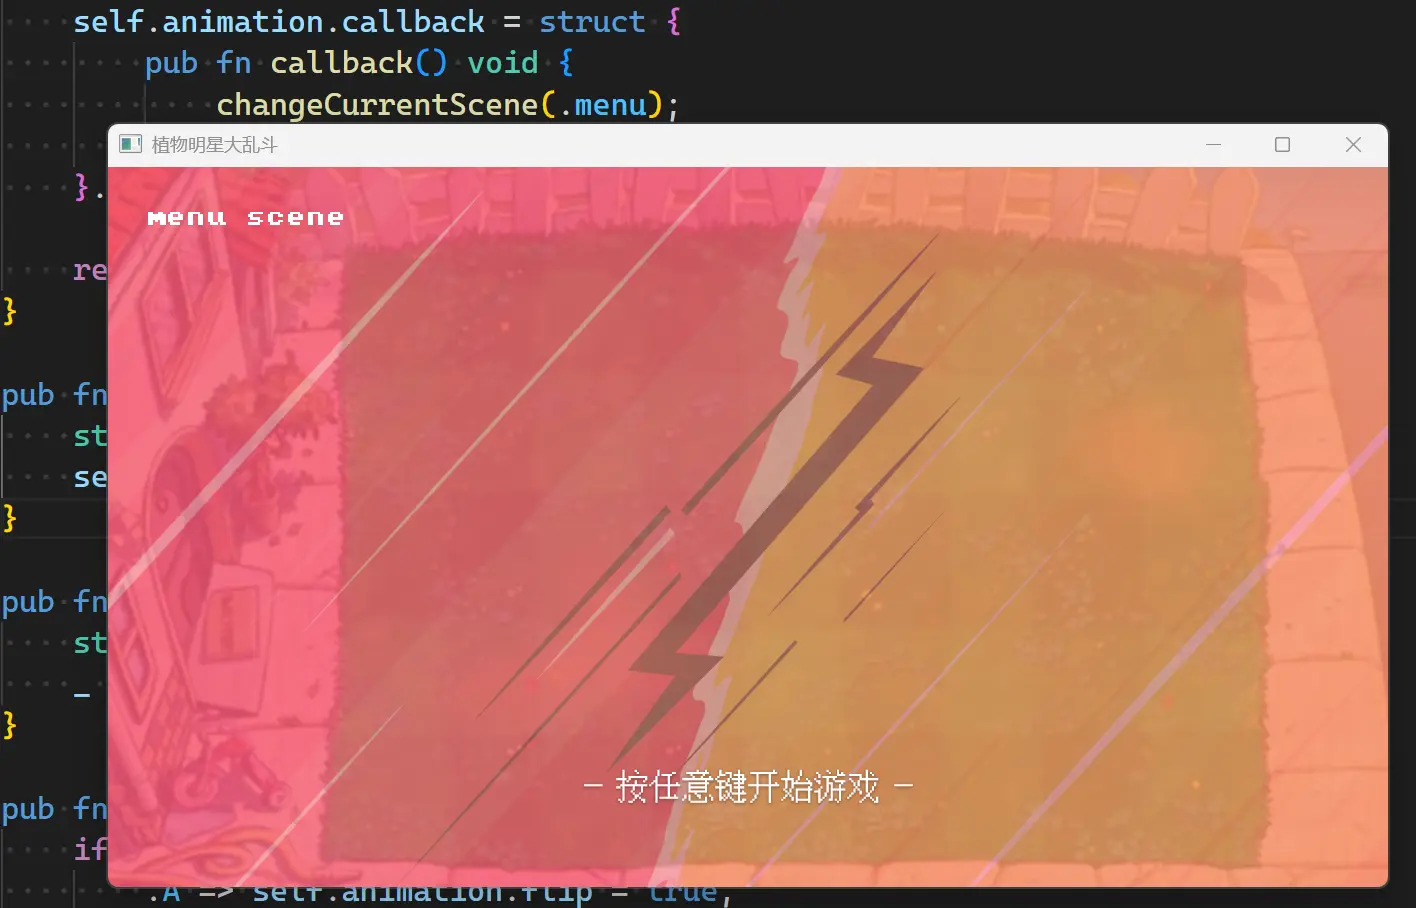 self.animation.callback = struct {
pub fn callback() void {
changeCurrentScene(.menu);
植物明星大乱斗
}.
menu scene
re
}
pub fn
st
se
}
pub fn
st
_
}
- 按任意键开始游戏 -
pub fn
if
.A => self.animation.flip = true,